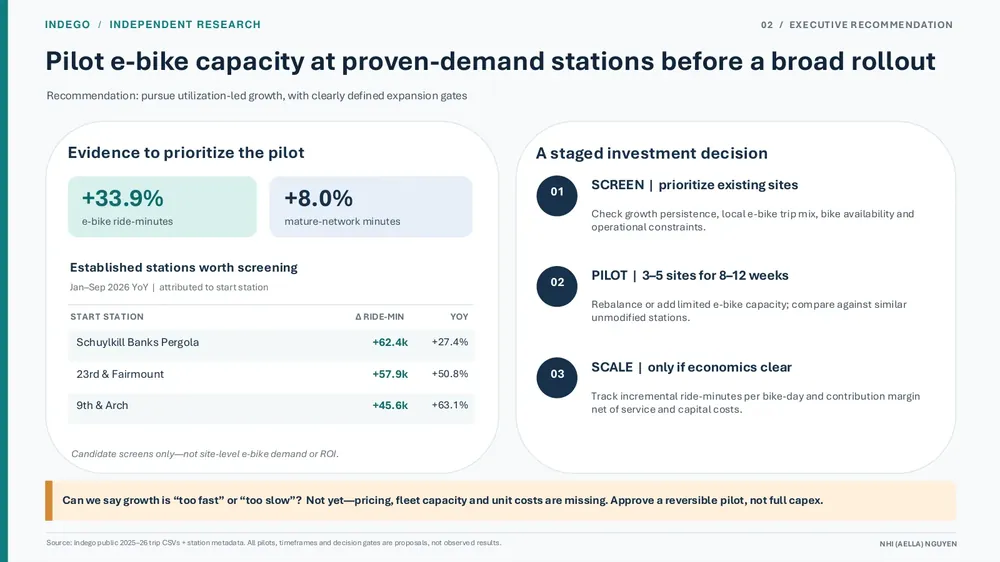 INDEGO / INDEPENDENT RESEARCH
02 / EXECUTIVE RECOMMENDATION
Pilot e-bike capacity at proven-demand stations before a broad rollout
Recommendation: pursue utilization-led growth, with clearly defined expansion gates
Evidence to prioritize the pilot
+33.9%
e-bike ride-minutes
+8.0%
mature-network minutes
Established stations worth screening
Jan–Sep 2026 YoY | attributed to start station
START STATION Δ RIDE-MIN YOY
Schuylkill Banks Pergola +62.4k +27.4%
23rd & Fairmount +57.9k +50.8%
9th & Arch +45.6k +63.1%
Candidate screens only—not site-level e-bike demand or ROI.
A staged investment decision
01
SCREEN | prioritize existing sites
Check growth persistence, local e-bike trip mix, bike availability and
operational constraints.
02
PILOT | 3–5 sites for 8–12 weeks
Rebalance or add limited e-bike capacity; compare against similar
unmodified stations.
03
SCALE | only if economics clear
Track incremental ride-minutes per bike-day and contribution margin
net of service and capital costs.
Can we say growth is “too fast” or “too slow”? Not yet—pricing, fleet capacity and unit costs are missing. Approve a reversible pilot, not full capex.
Source: Indego public 2025–26 trip CSVs + station metadata. All pilots, timeframes and decision gates are proposals, not observed results.
NHI (AELLA) NGUYEN